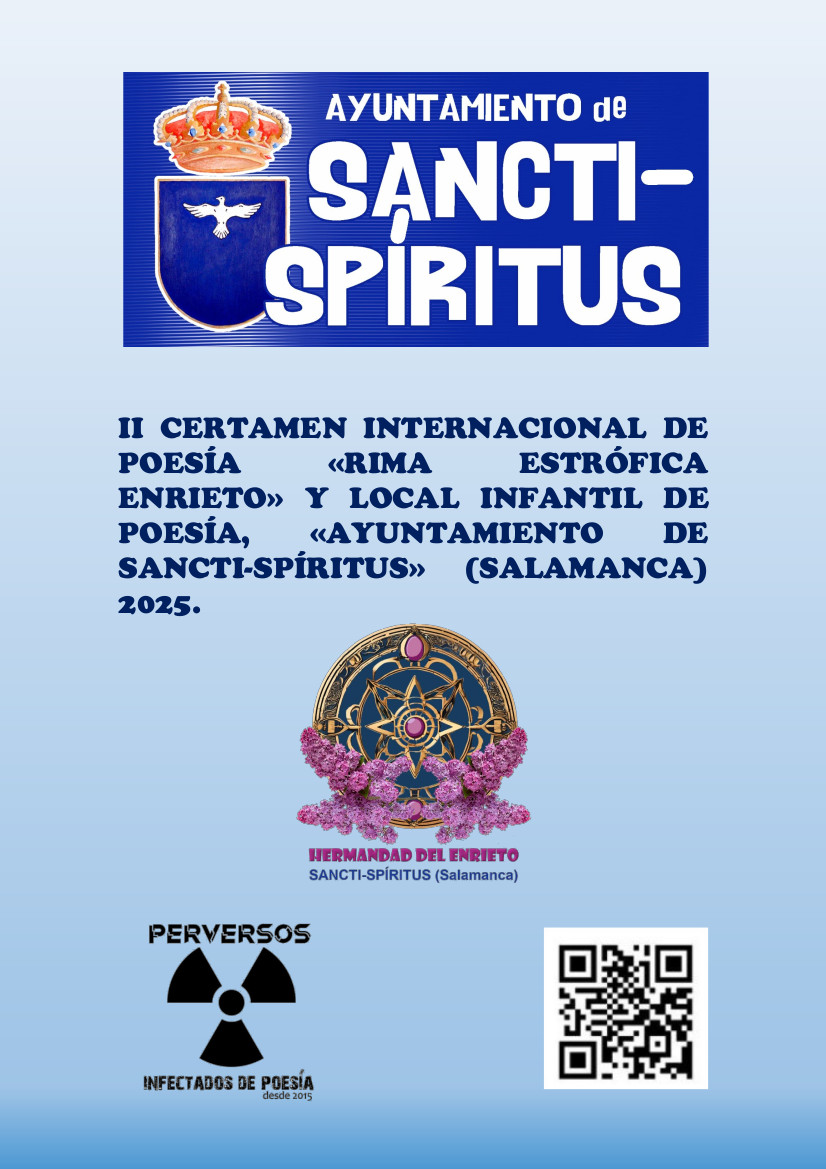 AYUNTAMIENTO de
SANCTI-
SPÍRITUS
II CERTAMEN INTERNACIONAL DE
POESÍA «RIMA ESTRÓFICA
ENRIETO» Y LOCAL INFANTIL DE
POESÍA, «AYUNTAMIENTO DE
SANCTI-SPÍRITUS» (SALAMANCA)
2025.
HERMANDAD DEL ENRIETO
SANCTI-SPÍRITUS (Salamanca)
PERVERSOS
INFECTADOS DE POESÍA
desde 2015